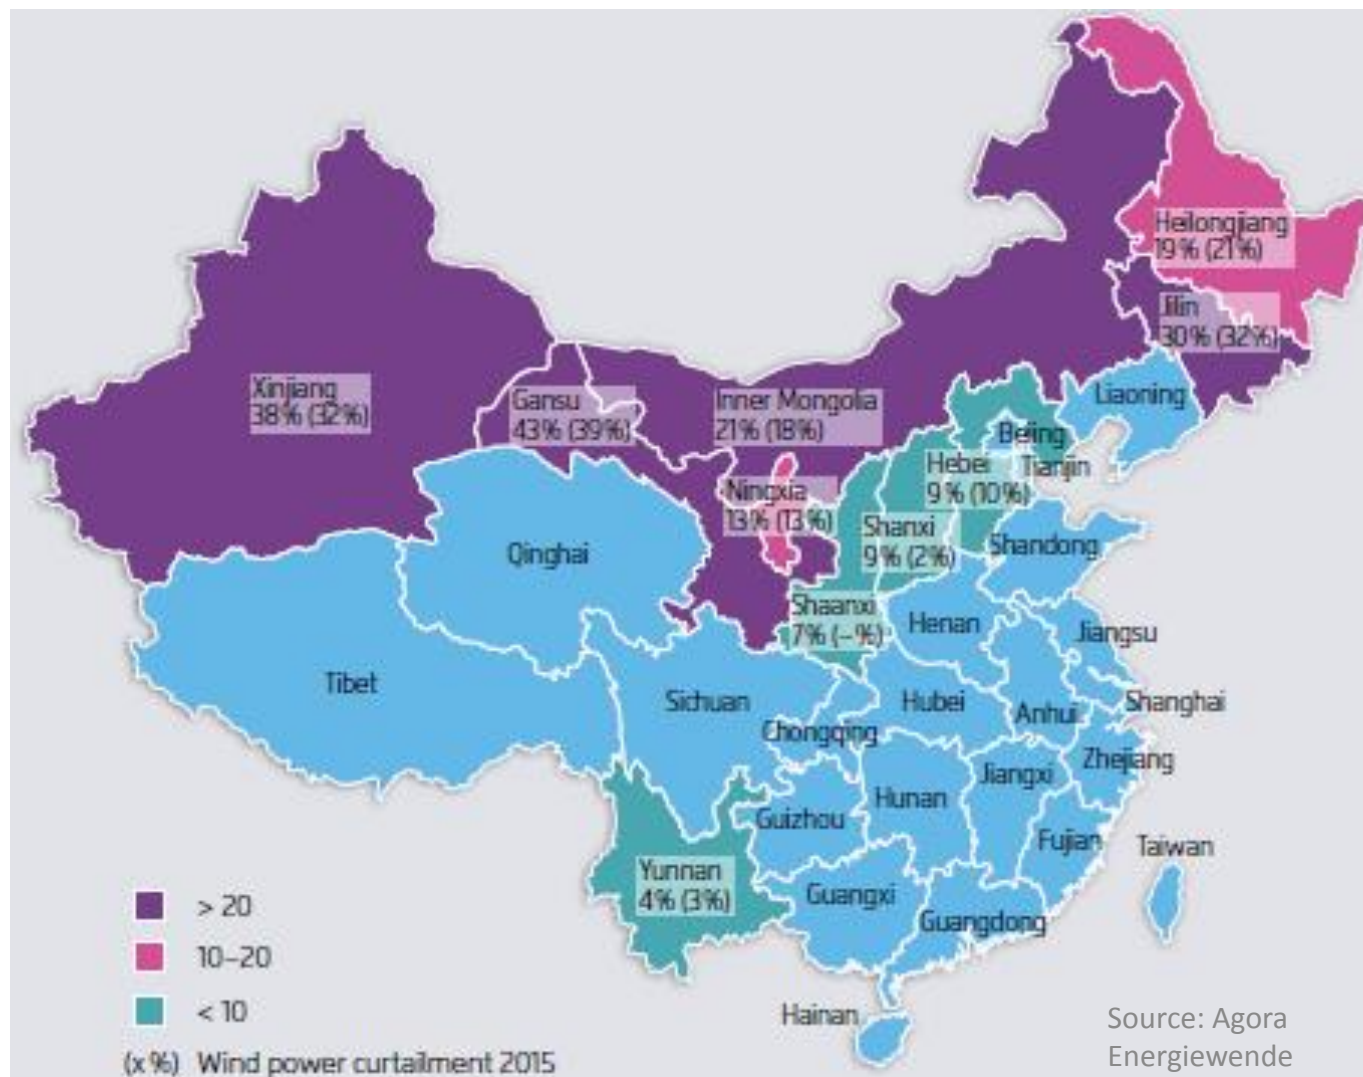 Heilongjiang
19% (21%)
Jilin
30% (32%)
Xinjiang
38% (32%)
Gansu
43% (39%)
Inner Mongolia
21% (18%)
Liaoning
Beijing
Tianjin
Hebei
9% (10%)
Ningxia
13% (13%)
Shanxi
9% (2%)
Shandong
Qinghai
Shaanxi
7% (–%)
Henan
Jiangsu
Tibet
Sichuan
Hubei
Anhui
Shanghai
Chongqing
Zhejiang
Jiangxi
Hunan
Guizhou
Fujian
Taiwan
Yunnan
4% (3%)
Guangxi
Guangdong
Hainan
> 20
10–20
< 10
(x %) Wind power curtailment 2015
Source: Agora
Energiewende